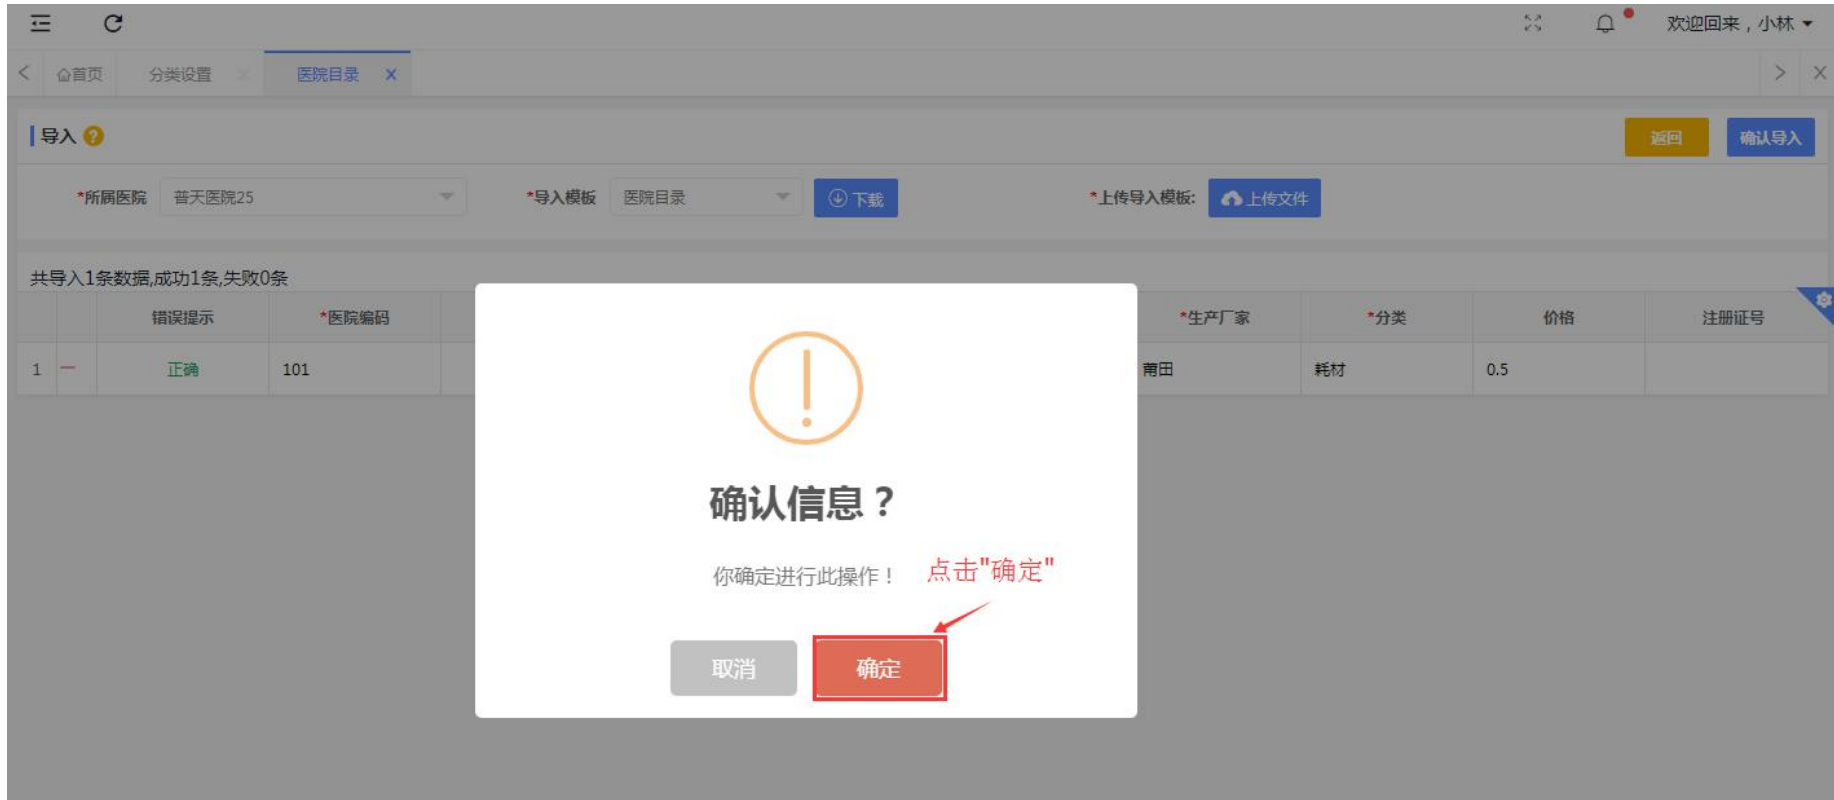 欢迎回来，小林
首页 分类设置 医院目录
导入 返回 确认导入
*所属医院 普天医院25 *导入模板 医院目录 下载 *上传导入模板: 上传文件
共导入1条数据,成功1条,失败0条
错误提示 *医院编码 *生产厂家 *分类 价格 注册证号
1 正确 101 莆田 耗材 0.5
确认信息？
你确定进行此操作！
点击"确定"
取消 确定